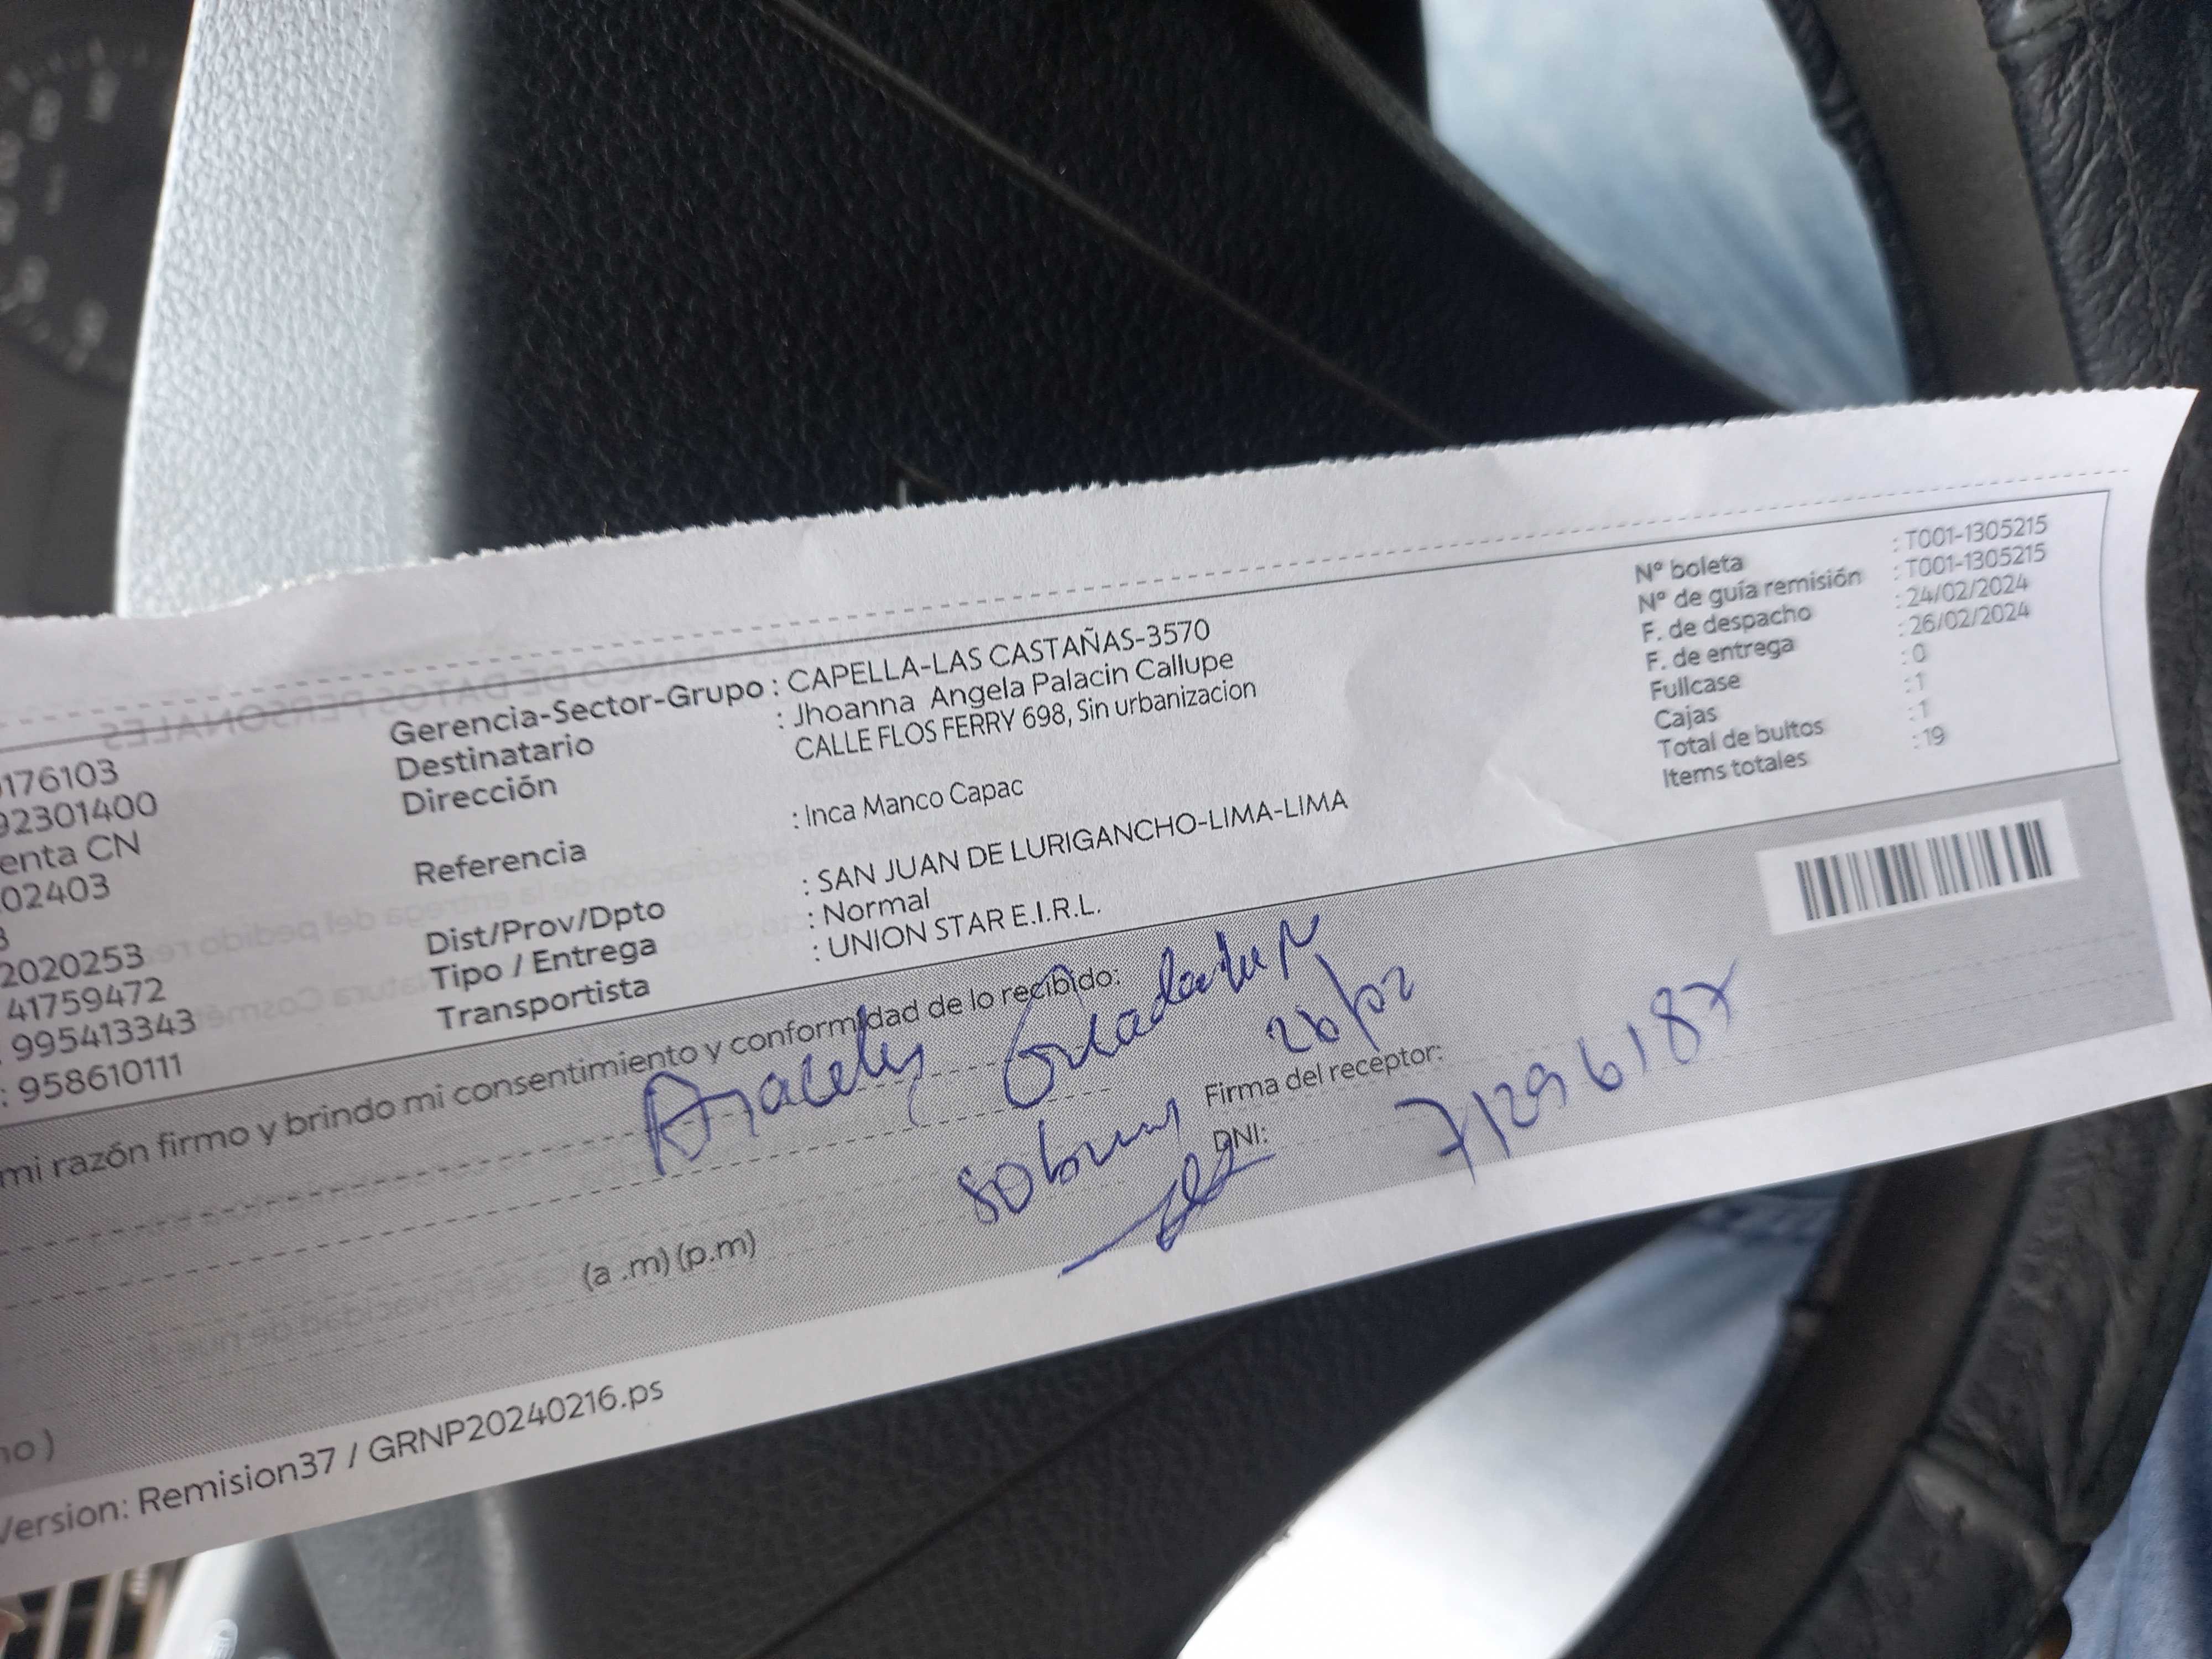 Nº boleta : T001-1305215
Nº de guía remisión : T001-1305215
F. de despacho : 24/02/2024
F. de entrega : 26/02/2024
Fullcase : 0
Cajas : 1
Total de bultos : 1
Items totales : 19
Gerencia-Sector-Grupo : CAPELLA-LAS CASTAÑAS-3570
Destinatario : Jhoanna Angela Palacin Callupe
Dirección CALLE FLOS FERRY 698, Sin urbanizacion
Referencia : Inca Manco Capac
Dist/Prov/Dpto : SAN JUAN DE LURIGANCHO-LIMA-LIMA
Tipo / Entrega : Normal
Transportista : UNION STAR E.I.R.L.
176103
92301400
enta CN
02403
3
2020253
41759472
: 995413343
: 958610111
mi razón firmo y brindo mi consentimiento y conformidad de lo recibido:
Aracely
26/02
Firma del receptor:
DNI:
(a .m) (p.m)
no )
Version: Remision37 / GRNP20240216.ps